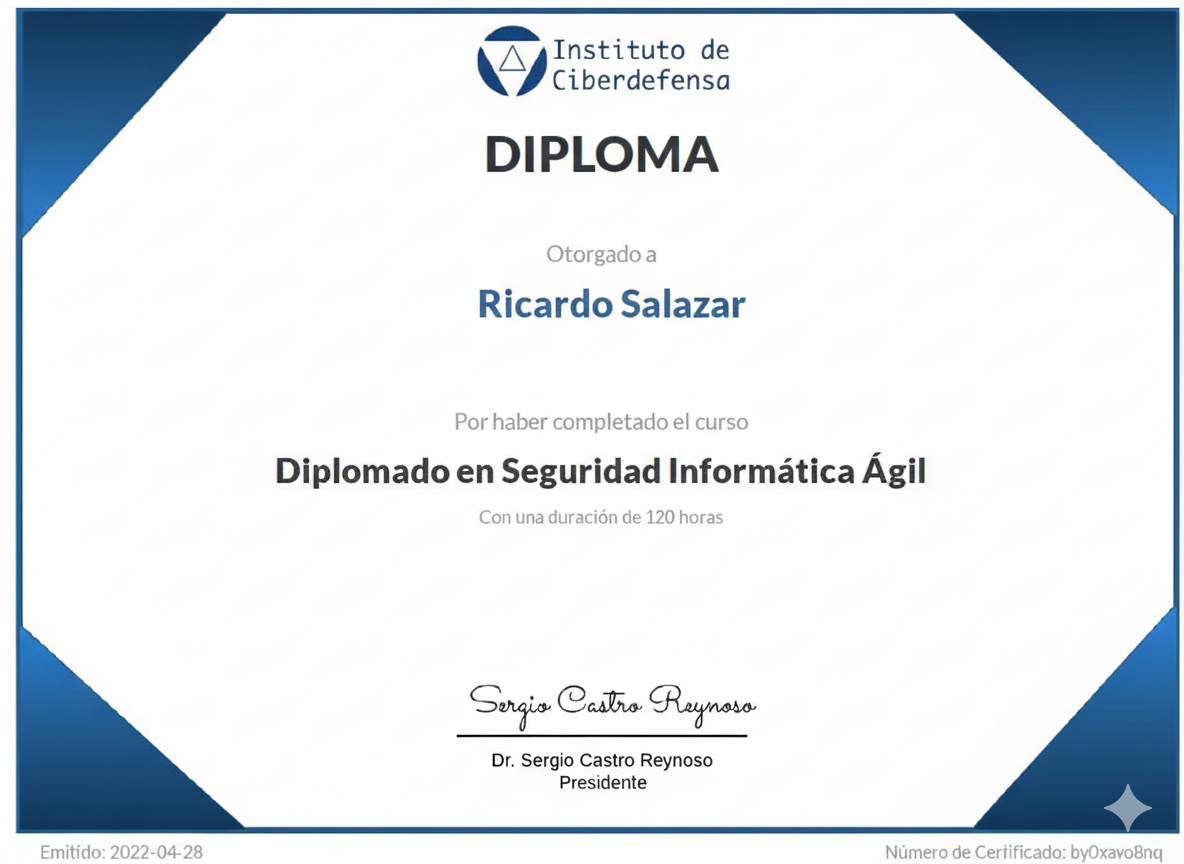 Instituto de
Ciberdefensa
DIPLOMA
Otorgado a
Ricardo Salazar
Por haber completado el curso
Diplomado en Seguridad Informática Ágil
Con una duración de 120 horas
Sergio Castro Reynoso
Dr. Sergio Castro Reynoso
Presidente
Emitido: 2022-04-28
Número de Certificado: by0xavo8nq